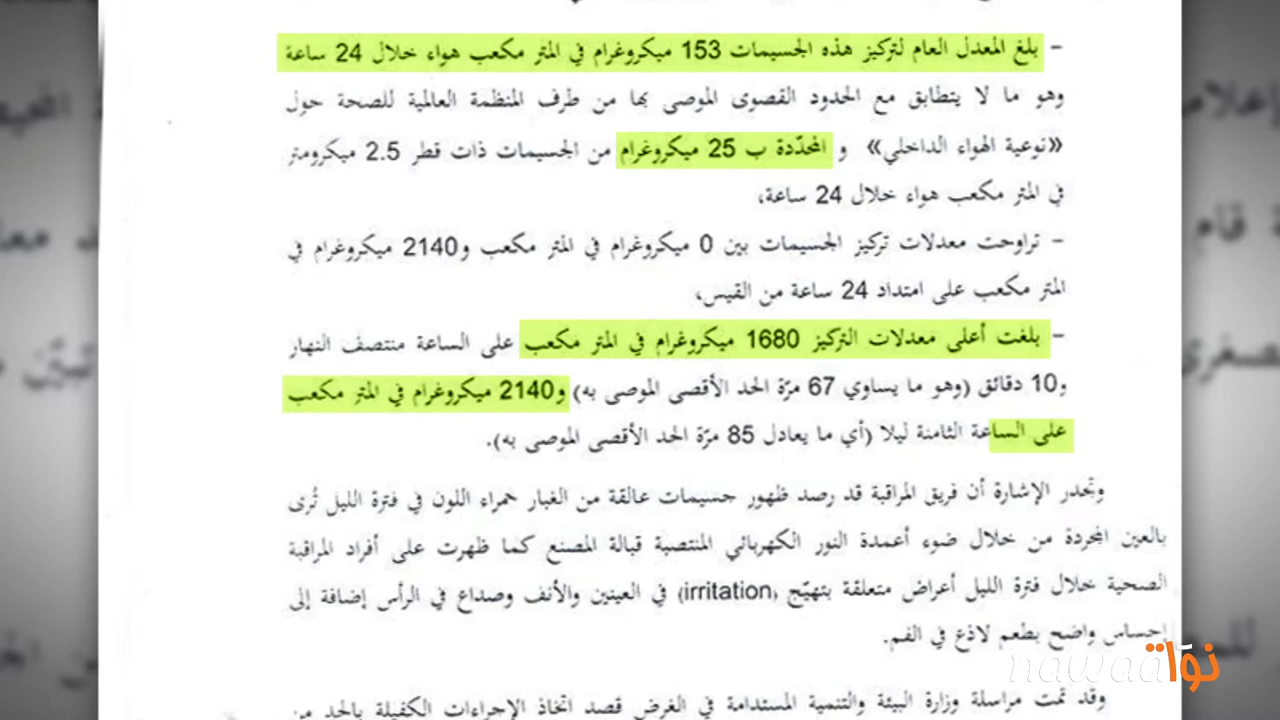 – بلغ المعدل العام لتركيز هذه الجسيمات 153 ميكروغرام في المتر مكعب هواء خلال 24 ساعة
وهو ما لا يتطابق مع الحدود القصوى الموصى بها من طرف المنظمة العالمية للصحة حول
«نوعية الهواء الداخلي» و المحدّدة ب 25 ميكروغرام من الجسيمات ذات قطر 2.5 ميكرومتر
في المتر مكعب هواء خلال 24 ساعة،
– تراوحت معدلات تركيز الجسيمات بين 0 ميكروغرام في المتر مكعب و2140 ميكروغرام في
المتر مكعب على امتداد 24 ساعة من القيس،
– بلغت أعلى معدلات التركيز 1680 ميكروغرام في المتر مكعب على الساعة منتصف النهار
و10 دقائق (وهو ما يساوي 67 مرّة الحد الأقصى الموصى به) و2140 ميكروغرام في المتر مكعب
على الساعة الثامنة ليلا (أي ما يعادل 85 مرّة الحد الأقصى الموصى به).
وتجدر الإشارة أن فريق المراقبة قد رصد ظهور جسيمات عالقة من الغبار حمراء اللون في فترة الليل تُرى
بالعين المجردة من خلال ضوء أعمدة النور الكهربائي المنتصبة قبالة المصنع كما ظهرت على أفراد المراقبة
الصحية خلال فترة الليل أعراض متعلقة بتهيّج (irritation) في العينين والأنف وصداع في الرأس إضافة إلى
إحساس واضح بطعم لاذع في الفم.
وقد تمت مراسلة وزارة البيئة والتنمية المستدامة في الغرض قصد اتخاذ الإجراءات الكفيلة بالحد من
nawaat نواة